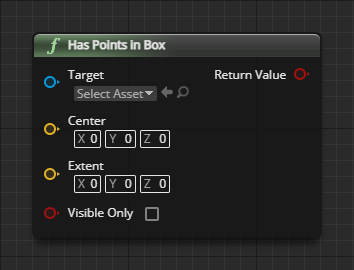 f Has Points in Box
Target Return Value
Select Asset
Center
X 0 Y 0 Z 0
Extent
X 0 Y 0 Z 0
Visible Only